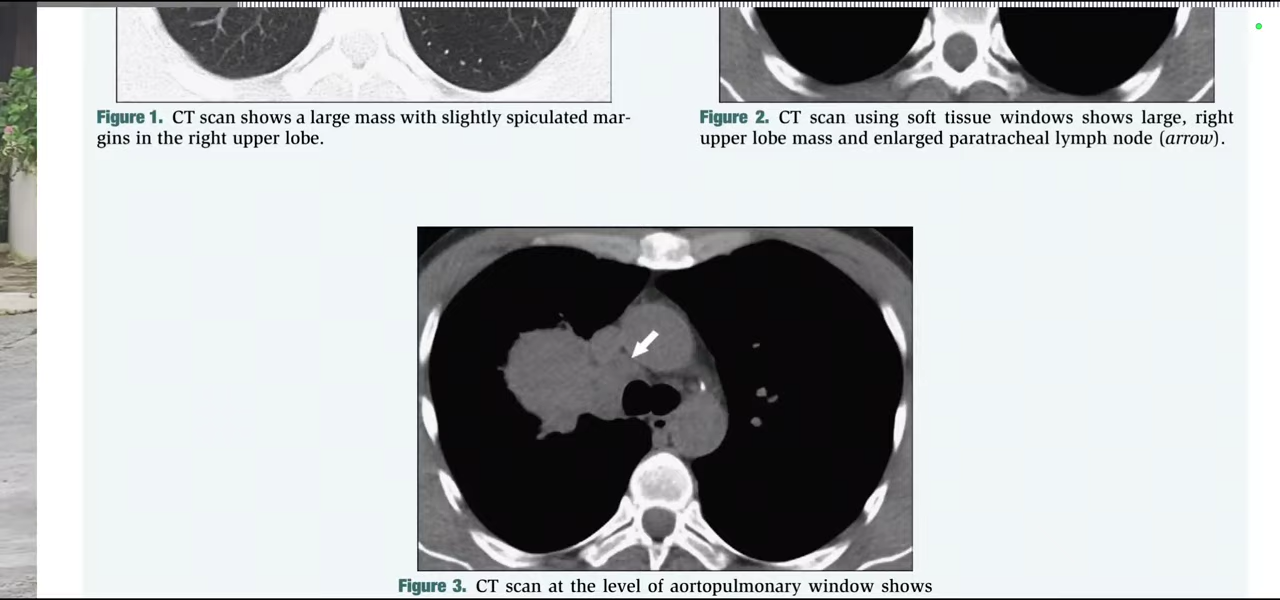 Figure 1. CT scan shows a large mass with slightly spiculated mar-
gins in the right upper lobe.
Figure 2. CT scan using soft tissue windows shows large, right
upper lobe mass and enlarged paratracheal lymph node (arrow).
Figure 3. CT scan at the level of aortopulmonary window shows